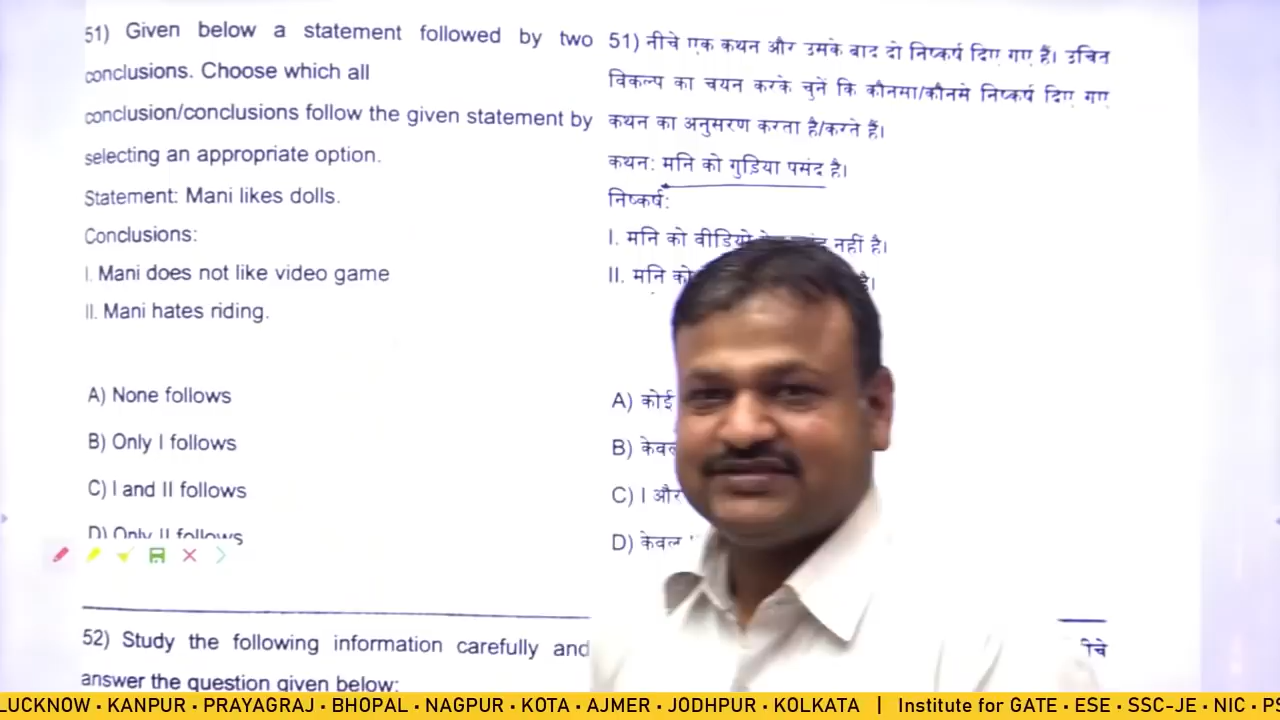 51) Given below a statement followed by two
conclusions. Choose which all
conclusion/conclusions follow the given statement by
selecting an appropriate option.
Statement: Mani likes dolls.
Conclusions:
I. Mani does not like video game
II. Mani hates riding.
A) None follows
B) Only I follows
C) I and II follows
D) Only II follows
51) नीचे एक कथन और उसके बाद दो निष्कर्ष दिए गए हैं। उचित
विकल्प का चयन करके चुनें कि कौनसा/कौनसे निष्कर्ष दिए गए
कथन का अनुसरण करता है/करते हैं।
कथन: मनि को गुड़िया पसंद है।
निष्कर्ष:
I. मनि को वीडियो नहीं है।
II. मनि को है।
A) कोई
B) केवल
C) I और
D) केवल
52) Study the following information carefully and
answer the question given below:
नीचे
LUCKNOW • KANPUR • PRAYAGRAJ • BHOPAL • NAGPUR • KOTA • AJMER • JODHPUR • KOLKATA | Institute for GATE • ESE • SSC-JE • NIC •